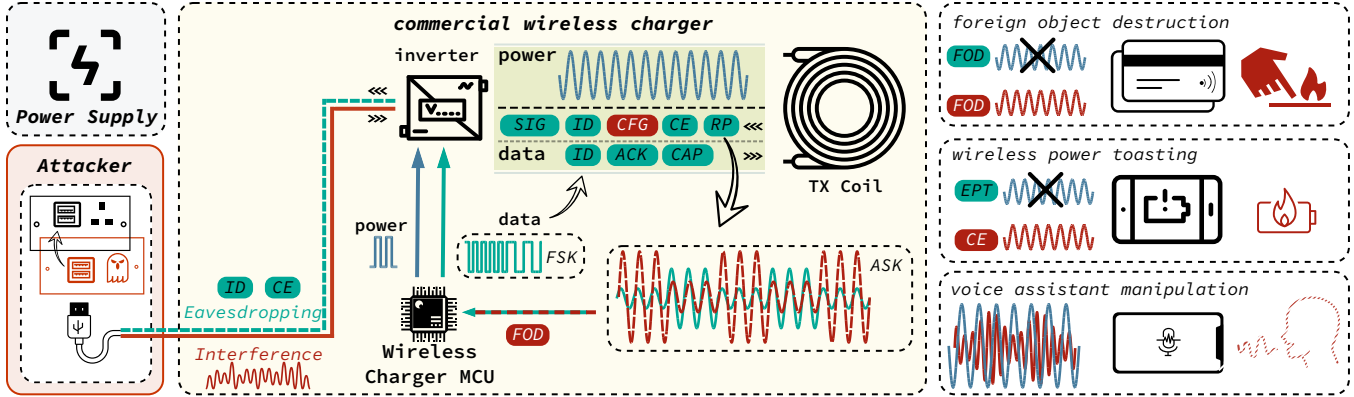 Power Supply
Attacker
commercial wireless charger
inverter
<<<
>>>
power
SIG ID CFG CE RP <<<
data ID ACK CAP >>>
TX Coil
power
data
FSK
ASK
ID CE
Eavesdropping
Interference
FOD
Wireless
Charger MCU
foreign object destruction
FOD
FOD
wireless power toasting
EPT
CE
voice assistant manipulation